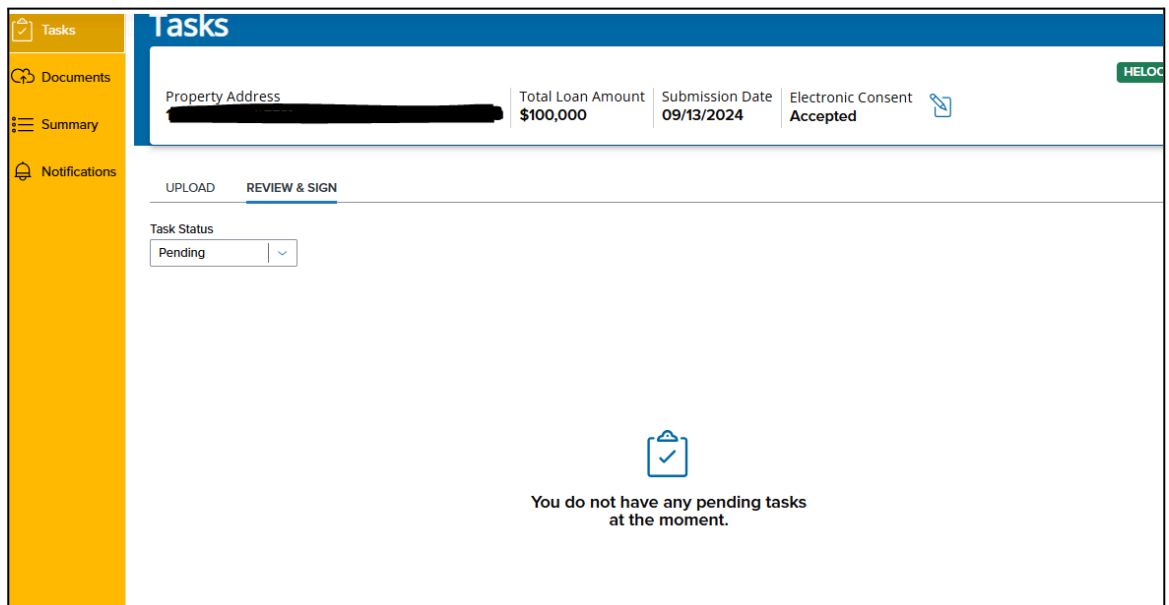 Tasks
Documents
Summary
Notifications
Tasks
HELOC
Property Address
Total Loan Amount
$100,000
Submission Date
09/13/2024
Electronic Consent
Accepted
UPLOAD
REVIEW & SIGN
Task Status
Pending
You do not have any pending tasks
at the moment.